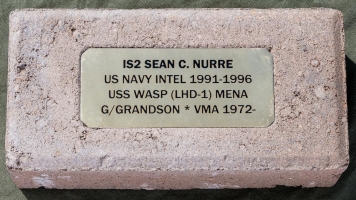 IS2 SEAN C. NURRE
US NAVY INTEL 1991-1996
USS WASP (LHD-1) MENA
G/GRANDSON * VMA 1972-